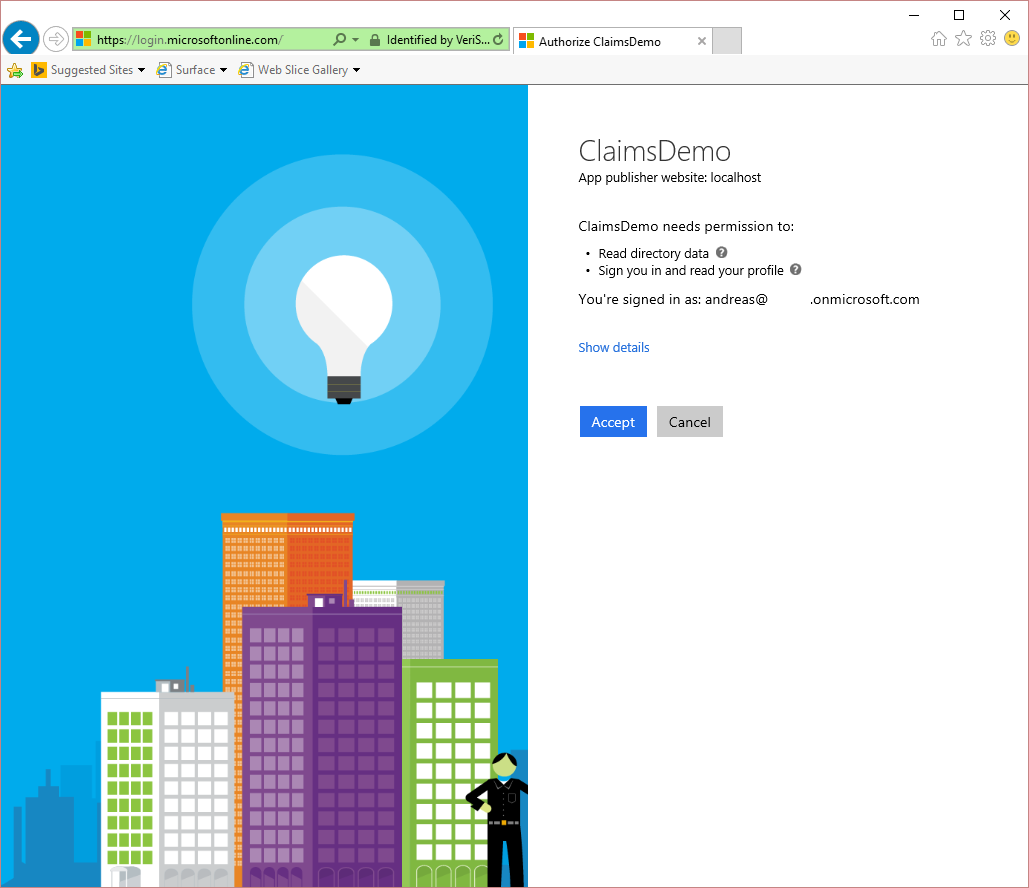 https://login.microsoftonline.com/
Identified by VeriS...
Authorize ClaimsDemo
Suggested Sites
Surface
Web Slice Gallery
ClaimsDemo
App publisher website: localhost
ClaimsDemo needs permission to:
• Read directory data ?
• Sign you in and read your profile ?
You're signed in as: andreas@ .onmicrosoft.com
Show details
Accept Cancel